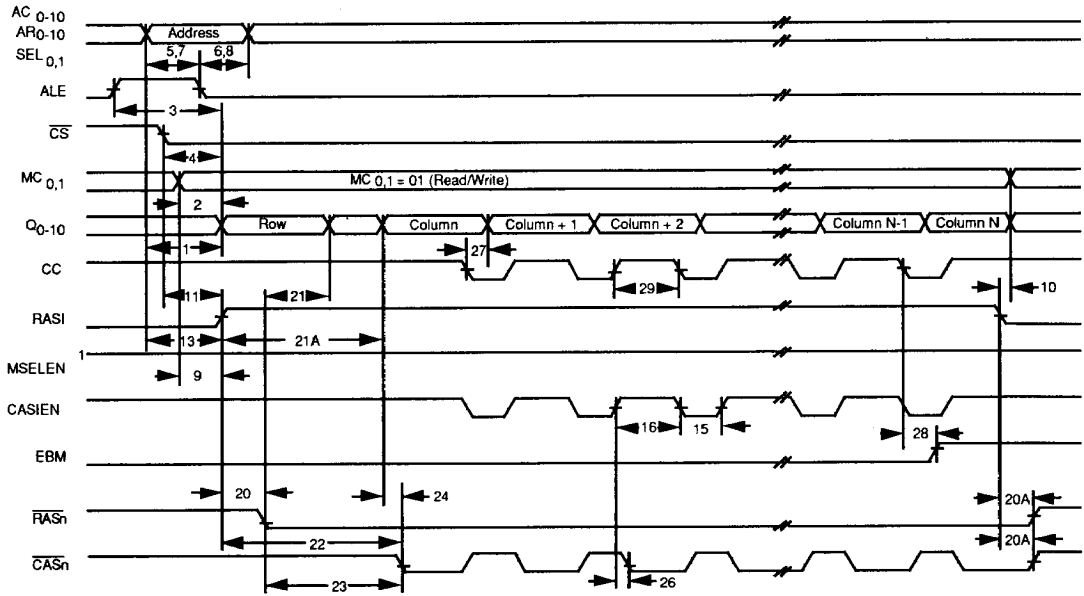 AC 0-10
AR0-10 Address
SEL 0,1 5,7 6,8
ALE 3
CS 4
MC 0,1 MC 0,1 = 01 (Read/Write)
2
Q0-10 Row Column Column + 1 Column + 2 Column N-1 Column N
1 27
CC
11 21 29 10
RASI
13 21A
1
MSELEN
9
CASIEN
16 15
28
EBM
20 24 20A
RASn
22 20A
CASn
23 26